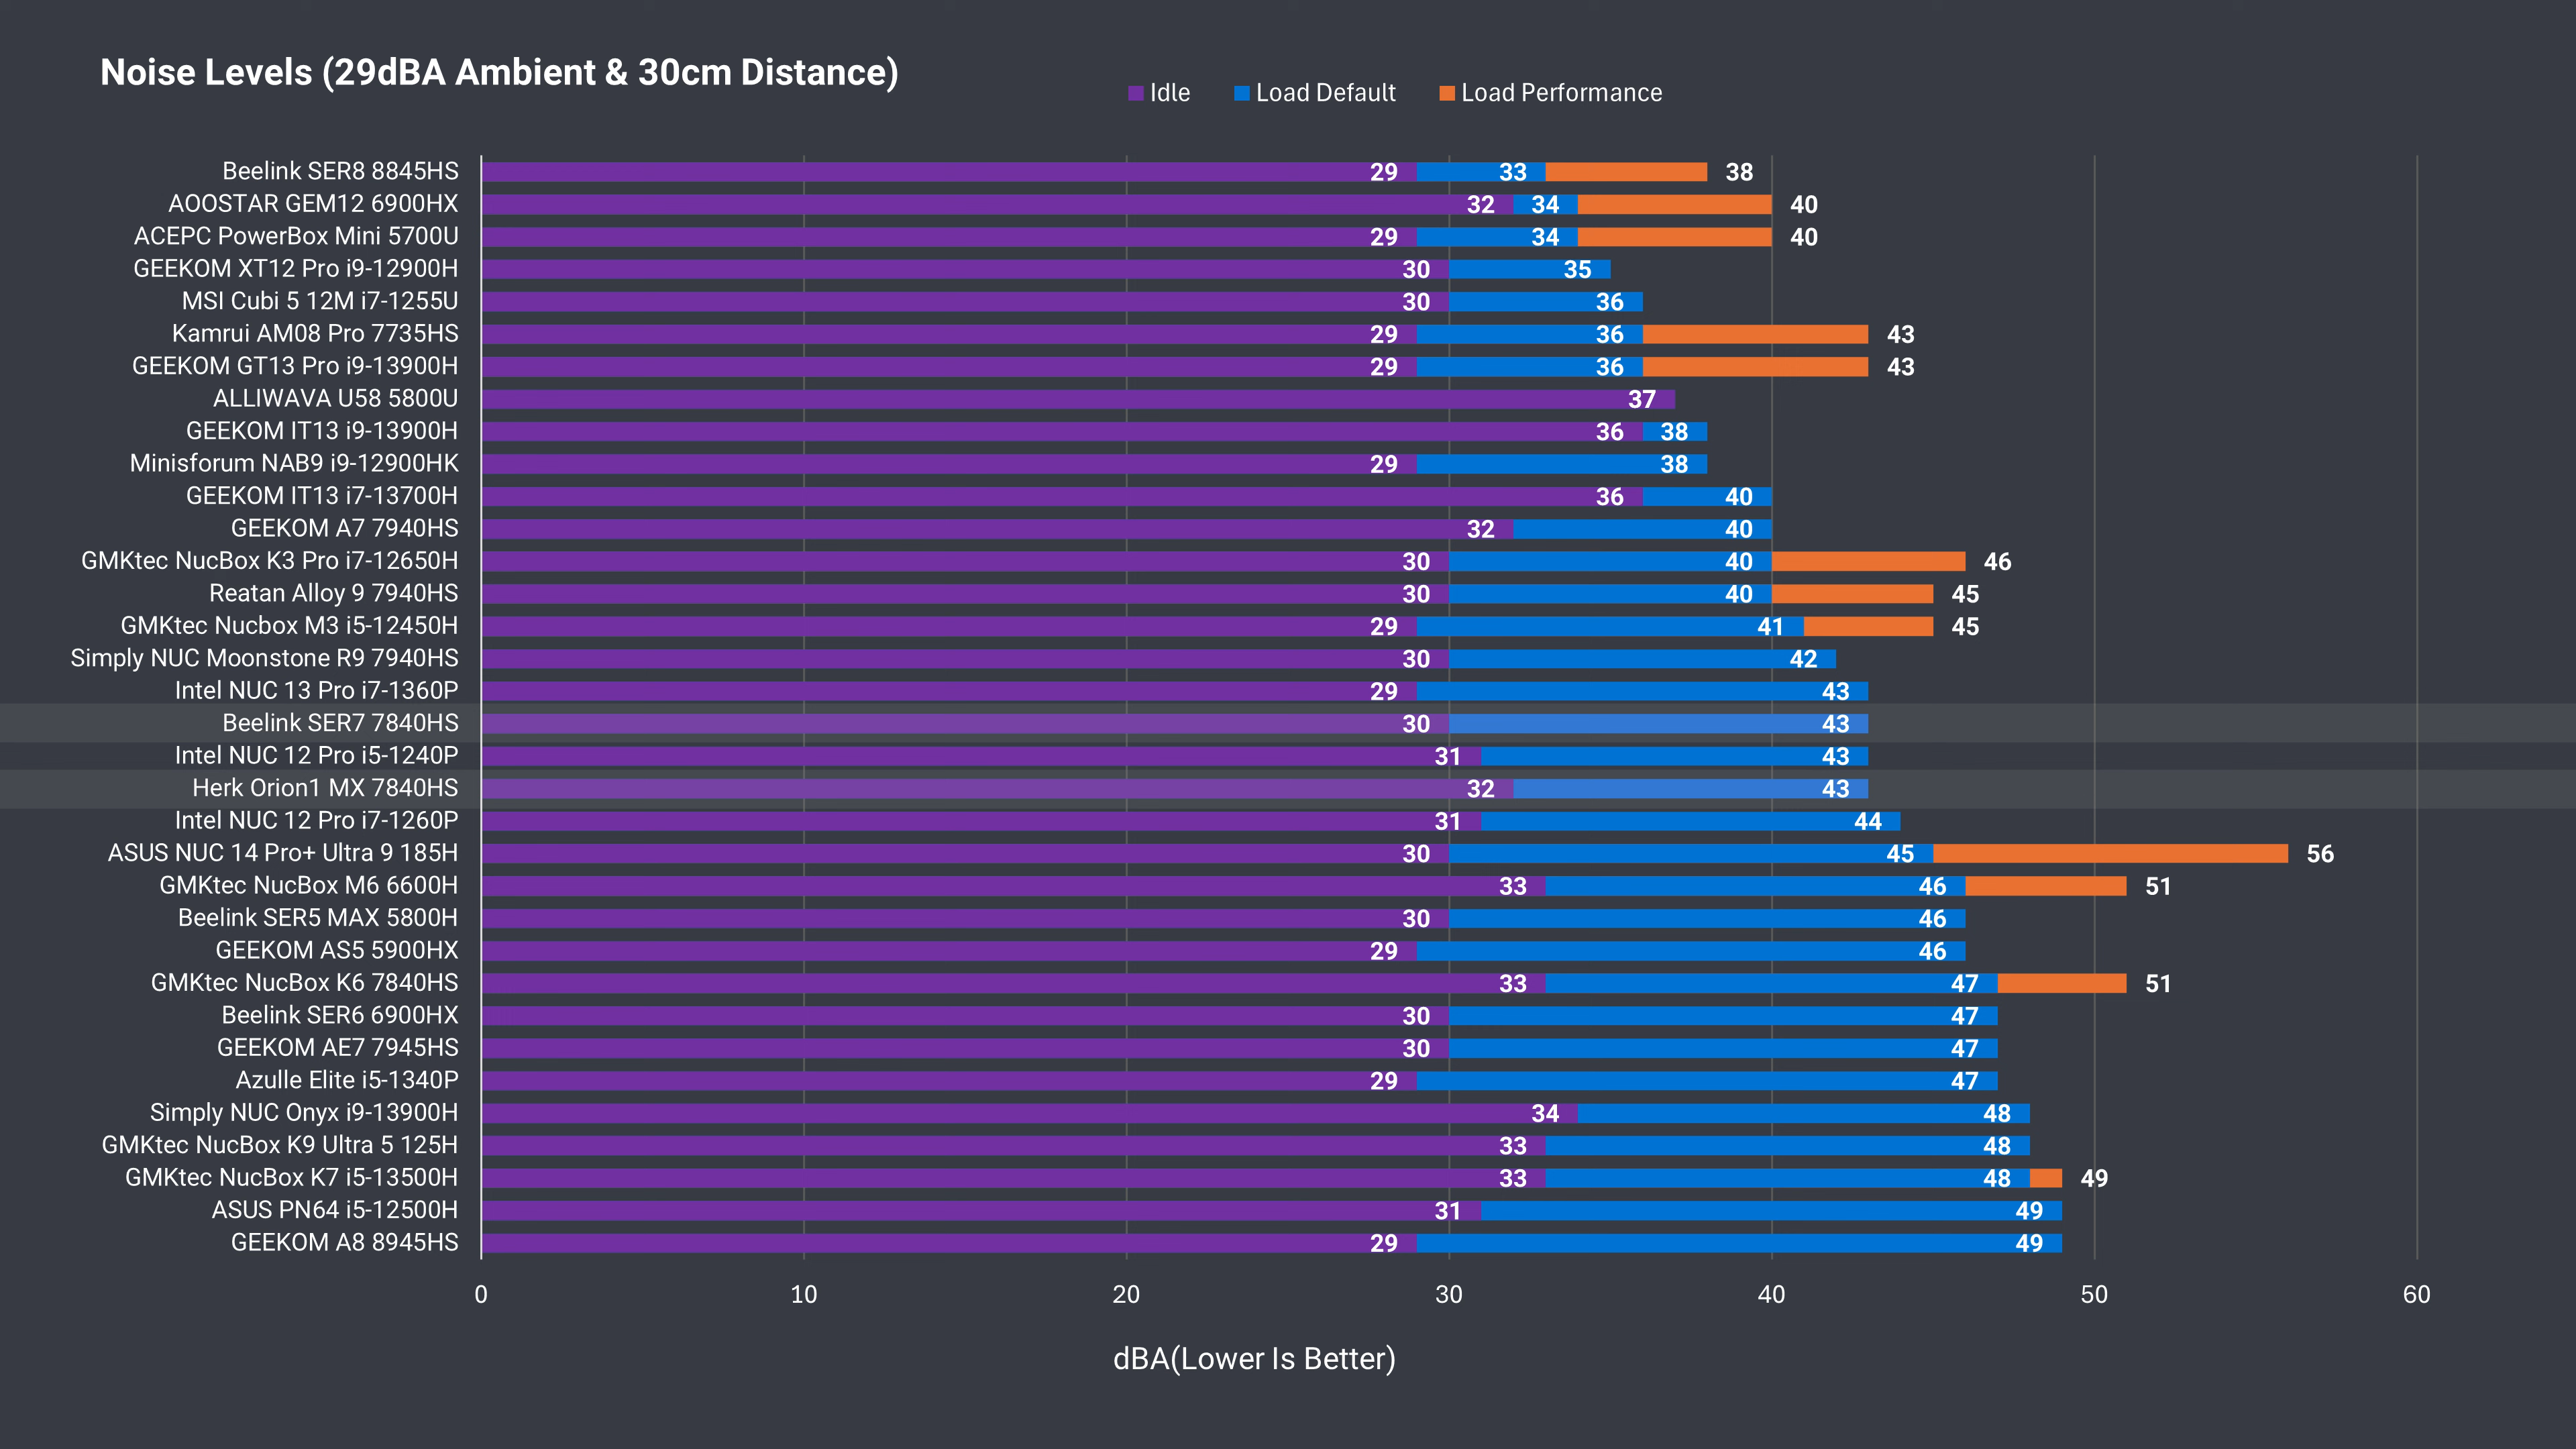 Noise Levels (29dBA Ambient & 30cm Distance)
Idle Load Default Load Performance
Beelink SER8 8845HS 29 33 38
AOOSTAR GEM12 6900HX 32 34 40
ACEPC PowerBox Mini 5700U 29 34 40
GEEKOM XT12 Pro i9-12900H 30 35
MSI Cubi 5 12M i7-1255U 30 36
Kamrui AM08 Pro 7735HS 29 36 43
GEEKOM GT13 Pro i9-13900H 29 36 43
ALLIWAVA U58 5800U 37
GEEKOM IT13 i9-13900H 36 38
Minisforum NAB9 i9-12900HK 29 38
GEEKOM IT13 i7-13700H 36 40
GEEKOM A7 7940HS 32 40
GMKtec NucBox K3 Pro i7-12650H 30 40 46
Reatan Alloy 9 7940HS 30 40 45
GMKtec Nucbox M3 i5-12450H 29 41 45
Simply NUC Moonstone R9 7940HS 30 42
Intel NUC 13 Pro i7-1360P 29 43
Beelink SER7 7840HS 30 43
Intel NUC 12 Pro i5-1240P 31 43
Herk Orion1 MX 7840HS 32 43
Intel NUC 12 Pro i7-1260P 31 44
ASUS NUC 14 Pro+ Ultra 9 185H 30 45 56
GMKtec NucBox M6 6600H 33 46 51
Beelink SER5 MAX 5800H 30 46
GEEKOM AS5 5900HX 29 46
GMKtec NucBox K6 7840HS 33 47 51
Beelink SER6 6900HX 30 47
GEEKOM AE7 7945HS 30 47
Azulle Elite i5-1340P 29 47
Simply NUC Onyx i9-13900H 34 48
GMKtec NucBox K9 Ultra 5 125H 33 48
GMKtec NucBox K7 i5-13500H 33 48 49
ASUS PN64 i5-12500H 31 49
GEEKOM A8 8945HS 29 49
0 10 20 30 40 50 60
dBA(Lower Is Better)